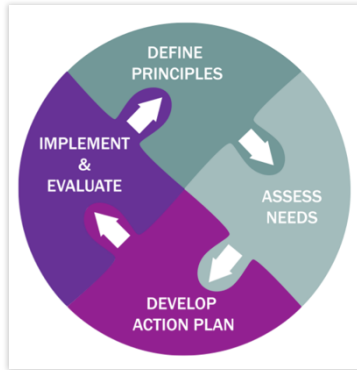 DEFINE
PRINCIPLES
ASSESS
NEEDS
DEVELOP
ACTION PLAN
IMPLEMENT
&
EVALUATE